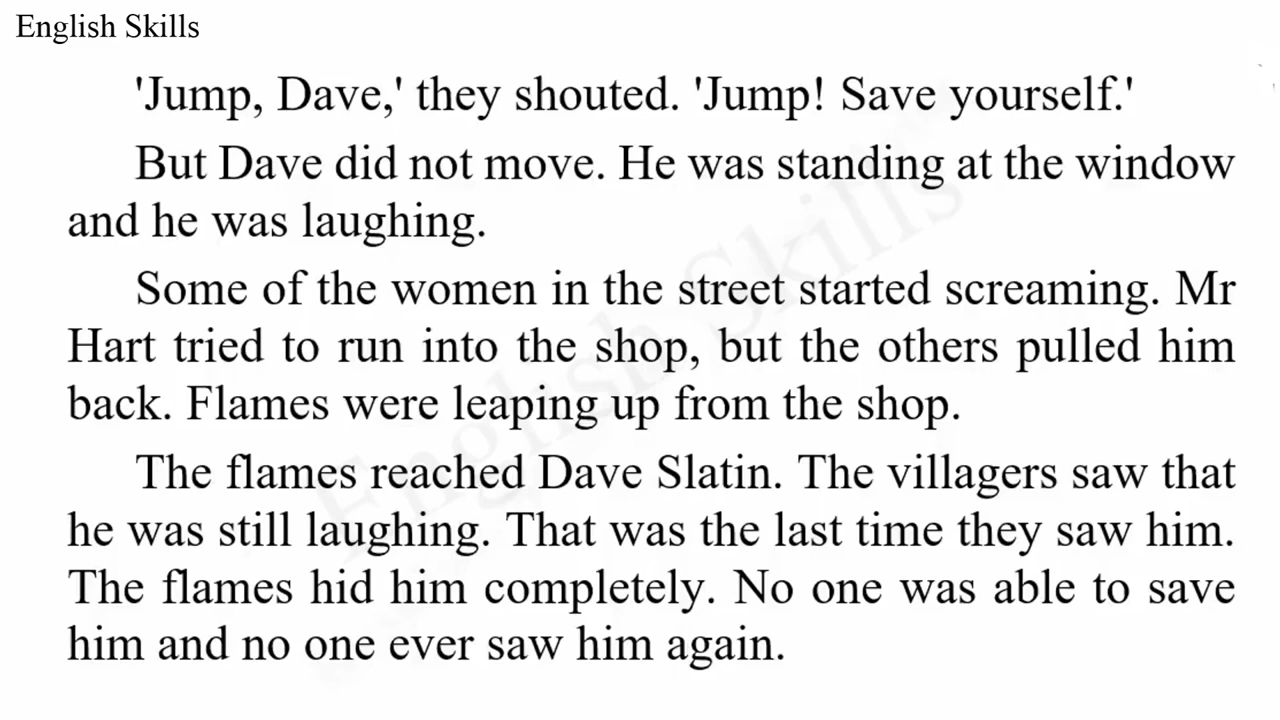 English Skills
'Jump, Dave,' they shouted. 'Jump! Save yourself.'
But Dave did not move. He was standing at the window
and he was laughing.
Some of the women in the street started screaming. Mr
Hart tried to run into the shop, but the others pulled him
back. Flames were leaping up from the shop.
The flames reached Dave Slatin. The villagers saw that
he was still laughing. That was the last time they saw him.
The flames hid him completely. No one was able to save
him and no one ever saw him again.
English Skills